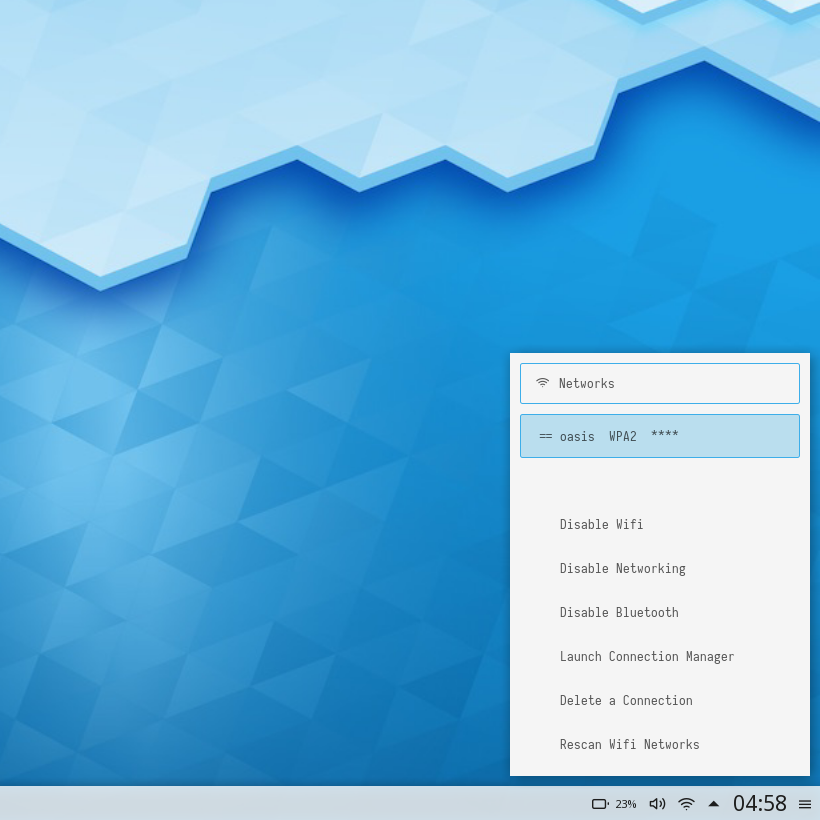 Networks
== oasis WPA2 ****
Disable Wifi
Disable Networking
Disable Bluetooth
Launch Connection Manager
Delete a Connection
Rescan Wifi Networks
23% 04:58